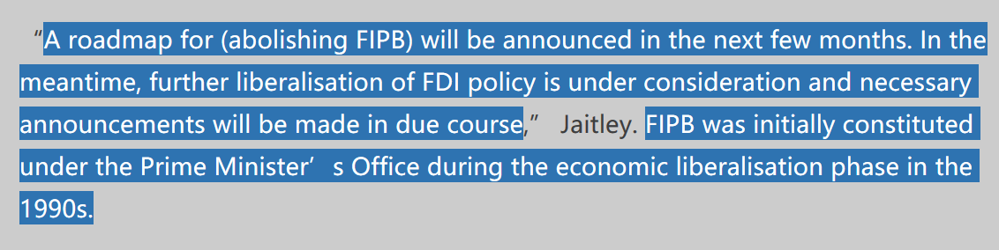 “A roadmap for (abolishing FIPB) will be announced in the next few months. In the
meantime, further liberalisation of FDI policy is under consideration and necessary
announcements will be made in due course,” Jaitley. FIPB was initially constituted
under the Prime Minister’ s Office during the economic liberalisation phase in the
1990s.